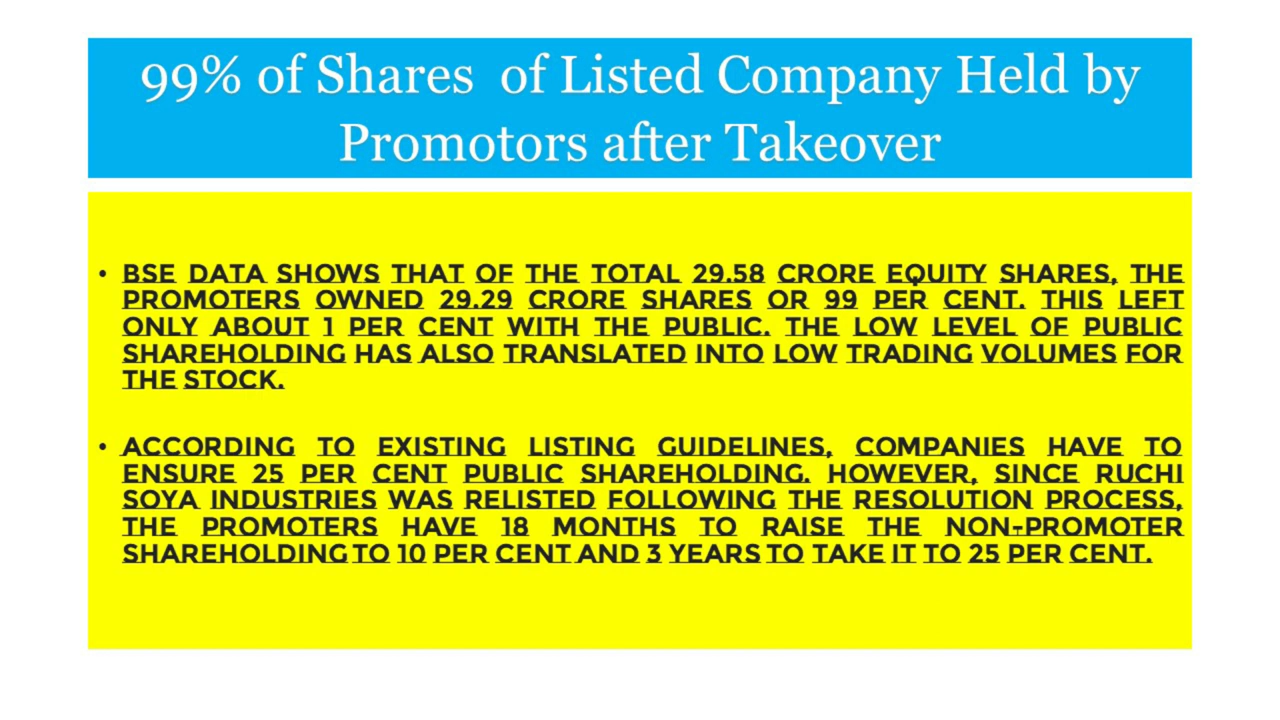 99% of Shares  of Listed Company Held by
Promotors after Takeover
• BSE DATA SHOWS THAT OF THE TOTAL 29.58 CRORE EQUITY SHARES, THE
PROMOTERS OWNED 29.29 CRORE SHARES OR 99 PER CENT. THIS LEFT
ONLY ABOUT 1 PER CENT WITH THE PUBLIC. THE LOW LEVEL OF PUBLIC
SHAREHOLDING HAS ALSO TRANSLATED INTO LOW TRADING VOLUMES FOR
THE STOCK.
• ACCORDING TO EXISTING LISTING GUIDELINES, COMPANIES HAVE TO
ENSURE 25 PER CENT PUBLIC SHAREHOLDING. HOWEVER, SINCE RUCHI
SOYA INDUSTRIES WAS RELISTED FOLLOWING THE RESOLUTION PROCESS,
THE PROMOTERS HAVE 18 MONTHS TO RAISE THE NON-PROMOTER
SHAREHOLDING TO 10 PER CENT AND 3 YEARS TO TAKE IT TO 25 PER CENT.